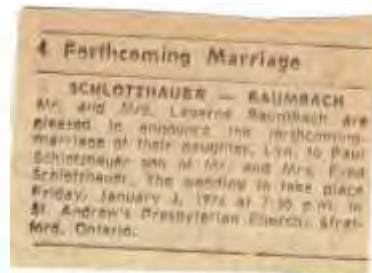 4 Forthcoming Marriage
SCHLOTZHAUER — BAUMBACH
Mr. and Mrs. Laverne Baumbach are
pleased to announce the forthcoming
marriage of their daughter, Lyn, to Paul
Schlotzhauer son of Mr. and Mrs. Fred
Schlotzhauer. The wedding to take place
Friday, January 197 at 7:30 p.m. in
St. Andrew's Presbyterian Church, Strat-
ford, Ontario.